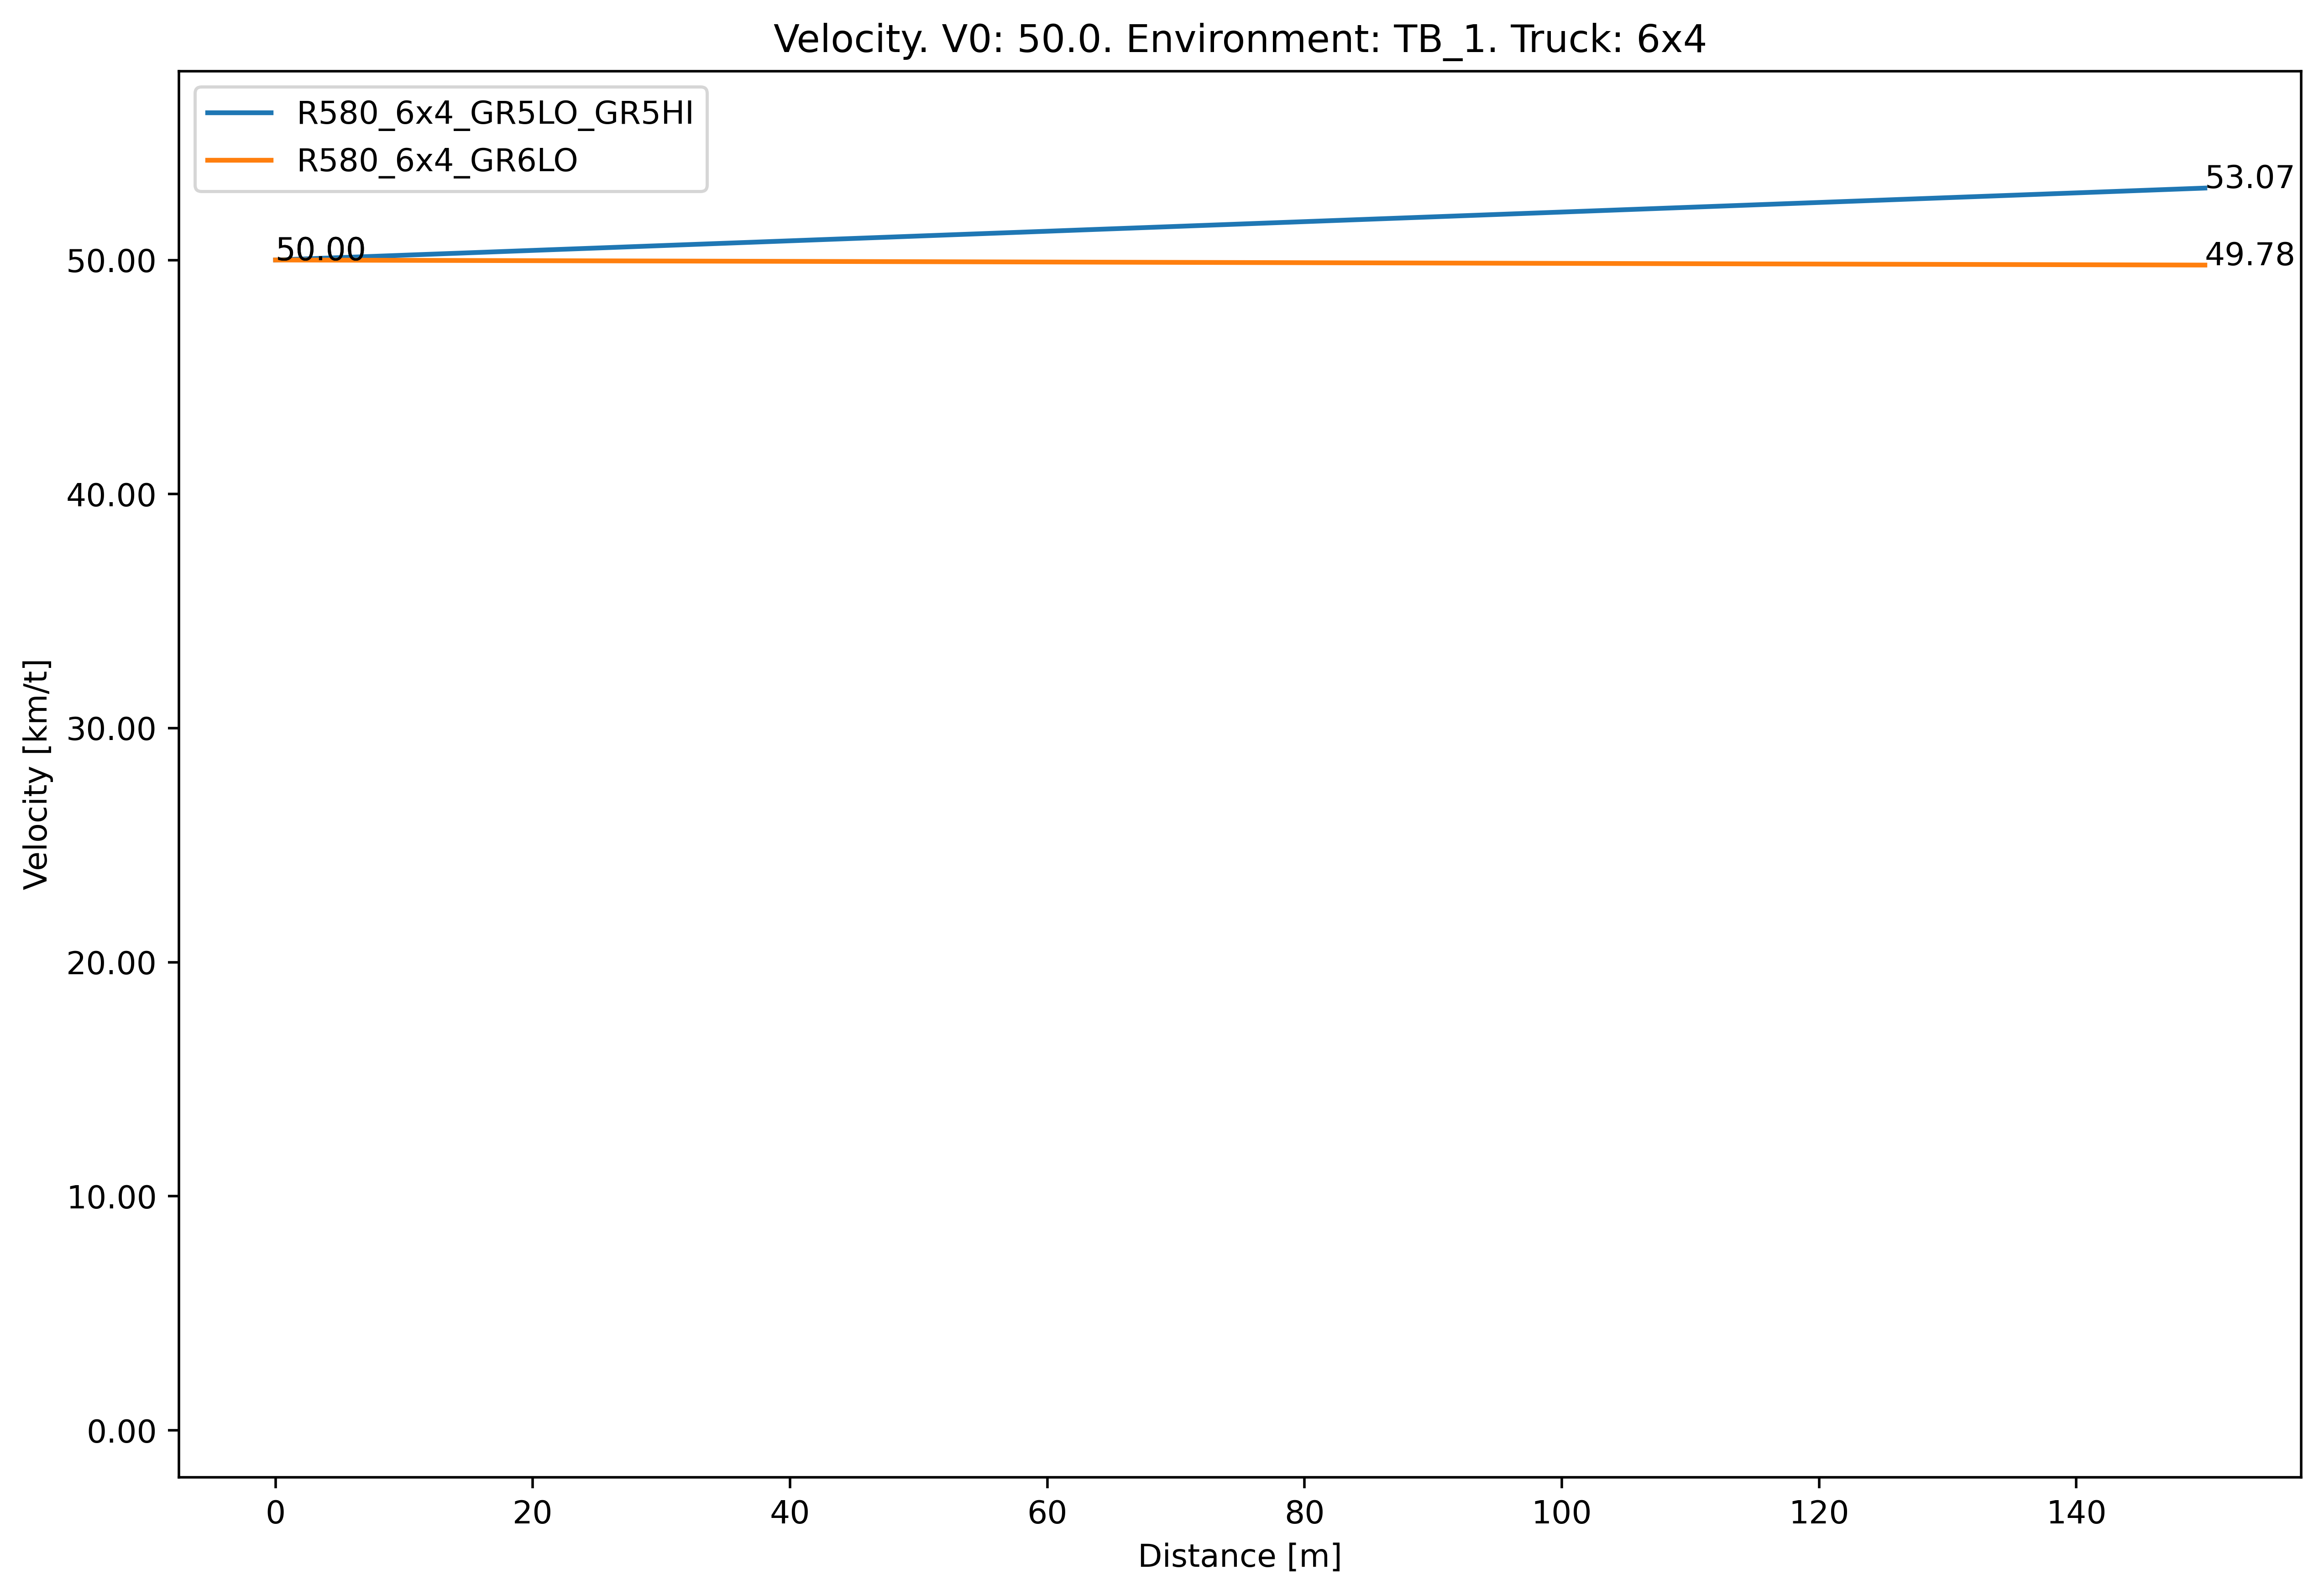 Velocity. V0: 50.0. Environment: TB_1. Truck: 6x4
R580_6x4_GR5LO_GR5HI
R580_6x4_GR6LO
53.07
50.00
49.78
50.00
40.00
30.00
20.00
10.00
0.00
Velocity [km/t]
0 20 40 60 80 100 120 140
Distance [m]